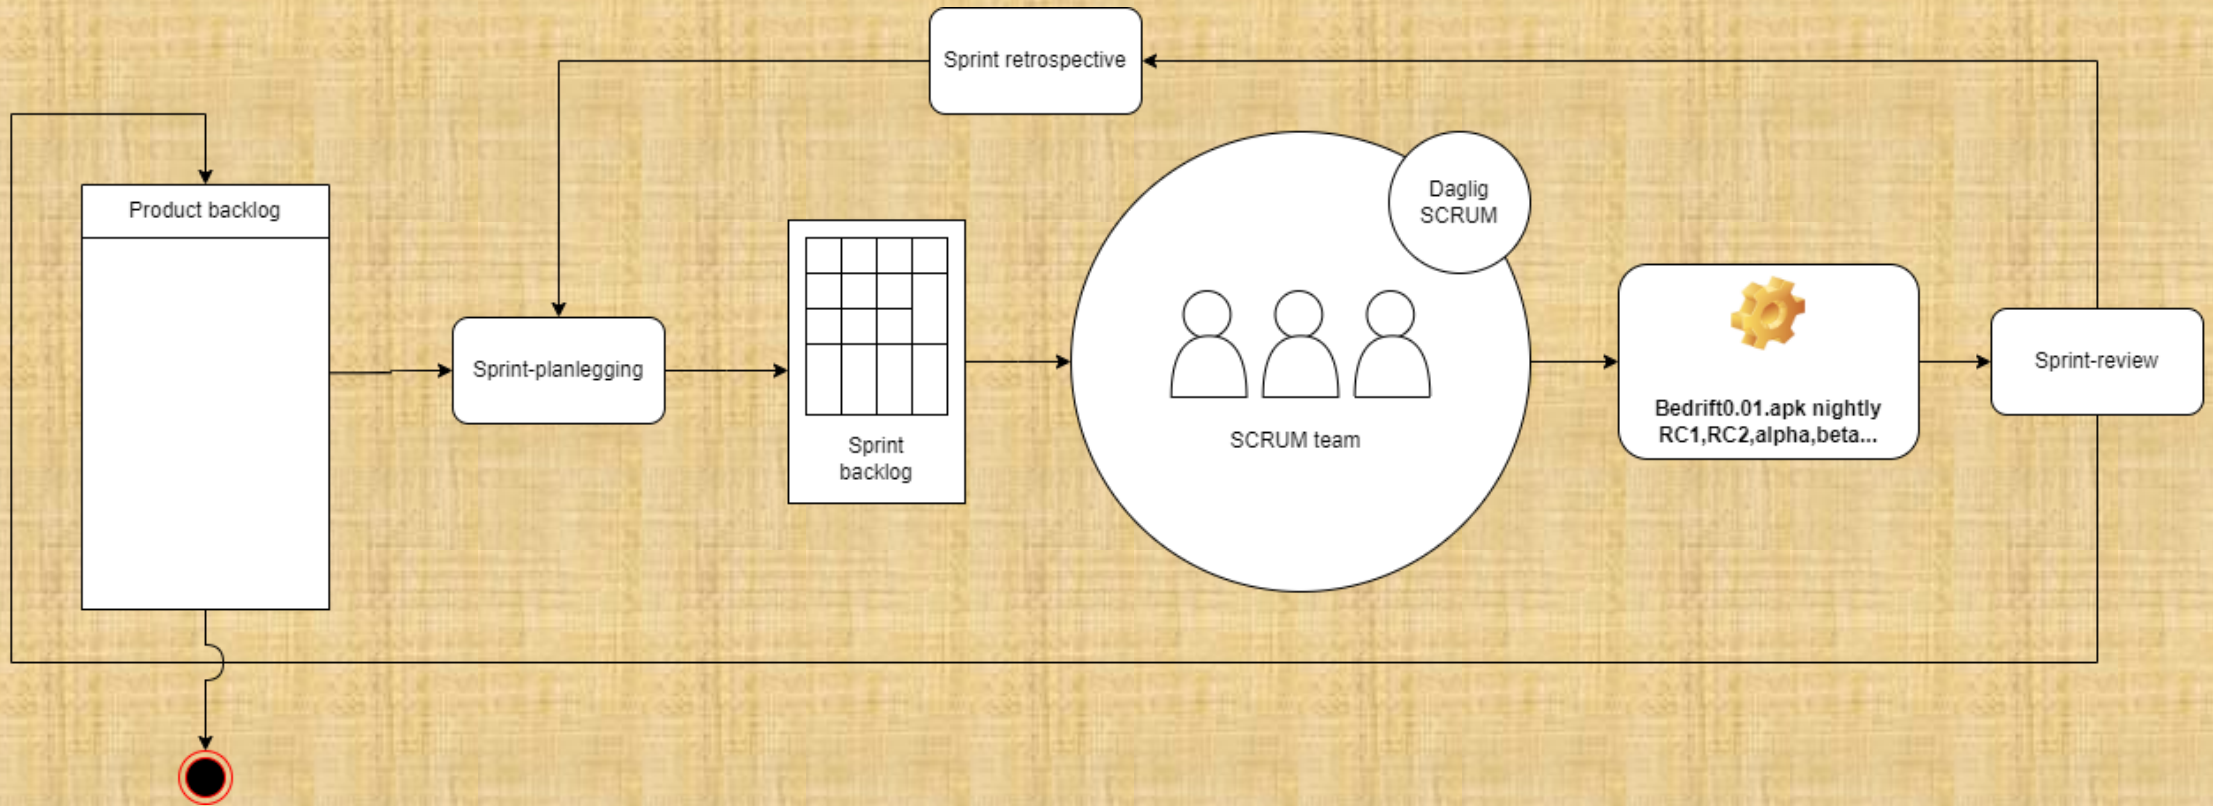 Sprint retrospective
Product backlog
Daglig
SCRUM
Sprint-planlegging
Sprint
backlog
SCRUM team
Bedrift0.01.apk nightly
RC1,RC2,alpha,beta...
Sprint-review